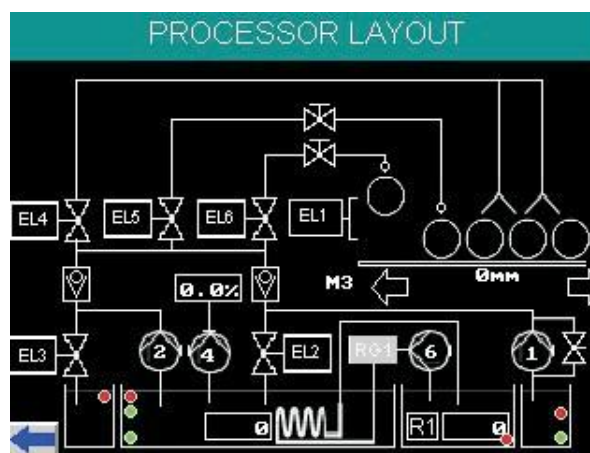 PROCESSOR LAYOUT
EL4
EL5
EL6
EL1
0.0%
M3
0mm
EL3
2
4
EL2
RG1
6
1
0
R1
0